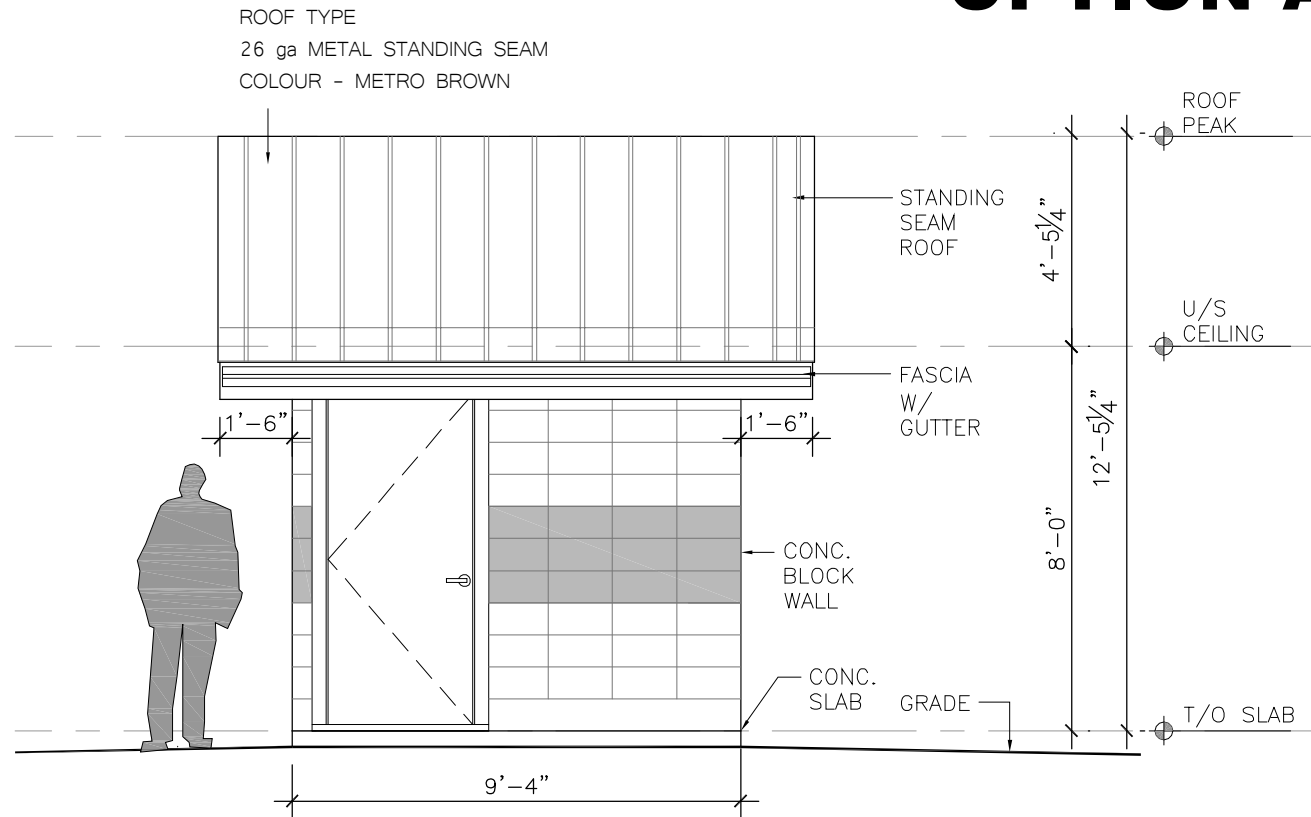 OPTION A
ROOF TYPE
26 ga METAL STANDING SEAM
COLOUR - METRO BROWN
ROOF
PEAK
STANDING
SEAM
ROOF
4'-5¼"
U/S
CEILING
FASCIA
W/
GUTTER
1'-6"
1'-6"
12'-5¼"
8'-0"
CONC.
BLOCK
WALL
CONC.
SLAB
GRADE
T/O SLAB
9'-4"